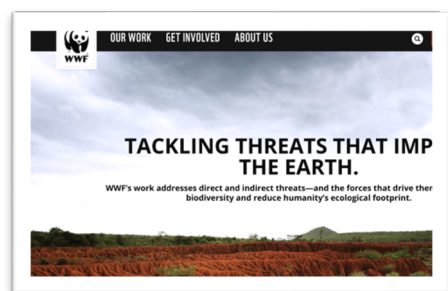 OUR WORK GET INVOLVED ABOUT US
WWF
TACKLING THREATS THAT IMP
THE EARTH.
WWF's work addresses direct and indirect threats—and the forces that drive
biodiversity and reduce humanity's ecological footprint.